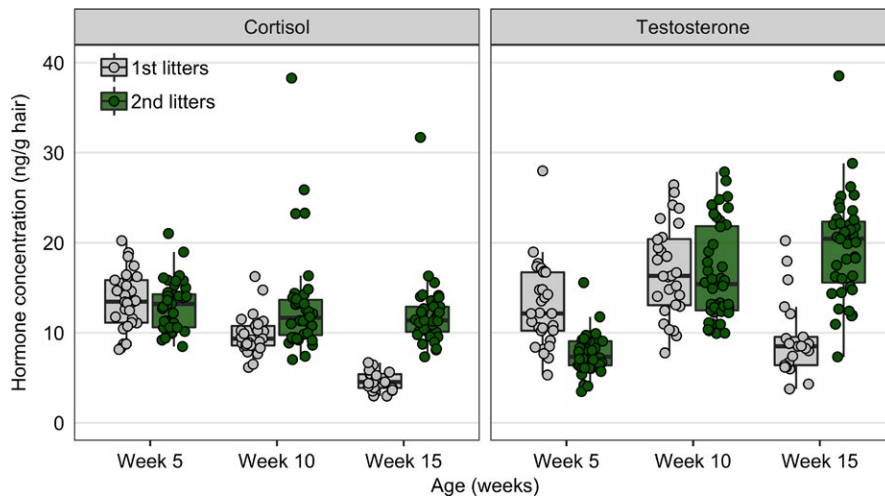 Cortisol
Testosterone
Hormone concentration (ng/g hair)
40
30
20
10
0
1st litters
2nd litters
Week 5
Week 10
Week 15
Week 5
Week 10
Week 15
Age (weeks)